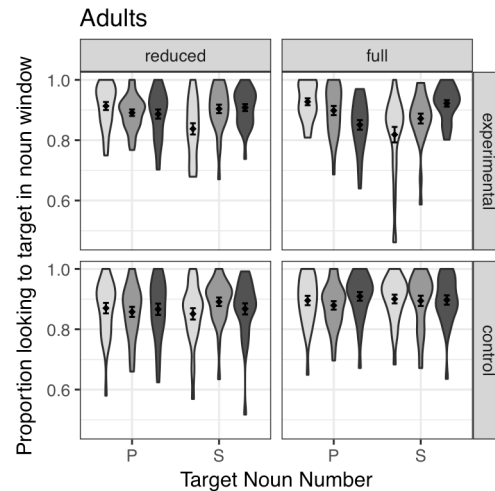 Adults
reduced
full
Proportion looking to target in noun window
1.0
0.8
0.6
experimental
1.0
0.8
0.6
control
P
S
P
S
Target Noun Number